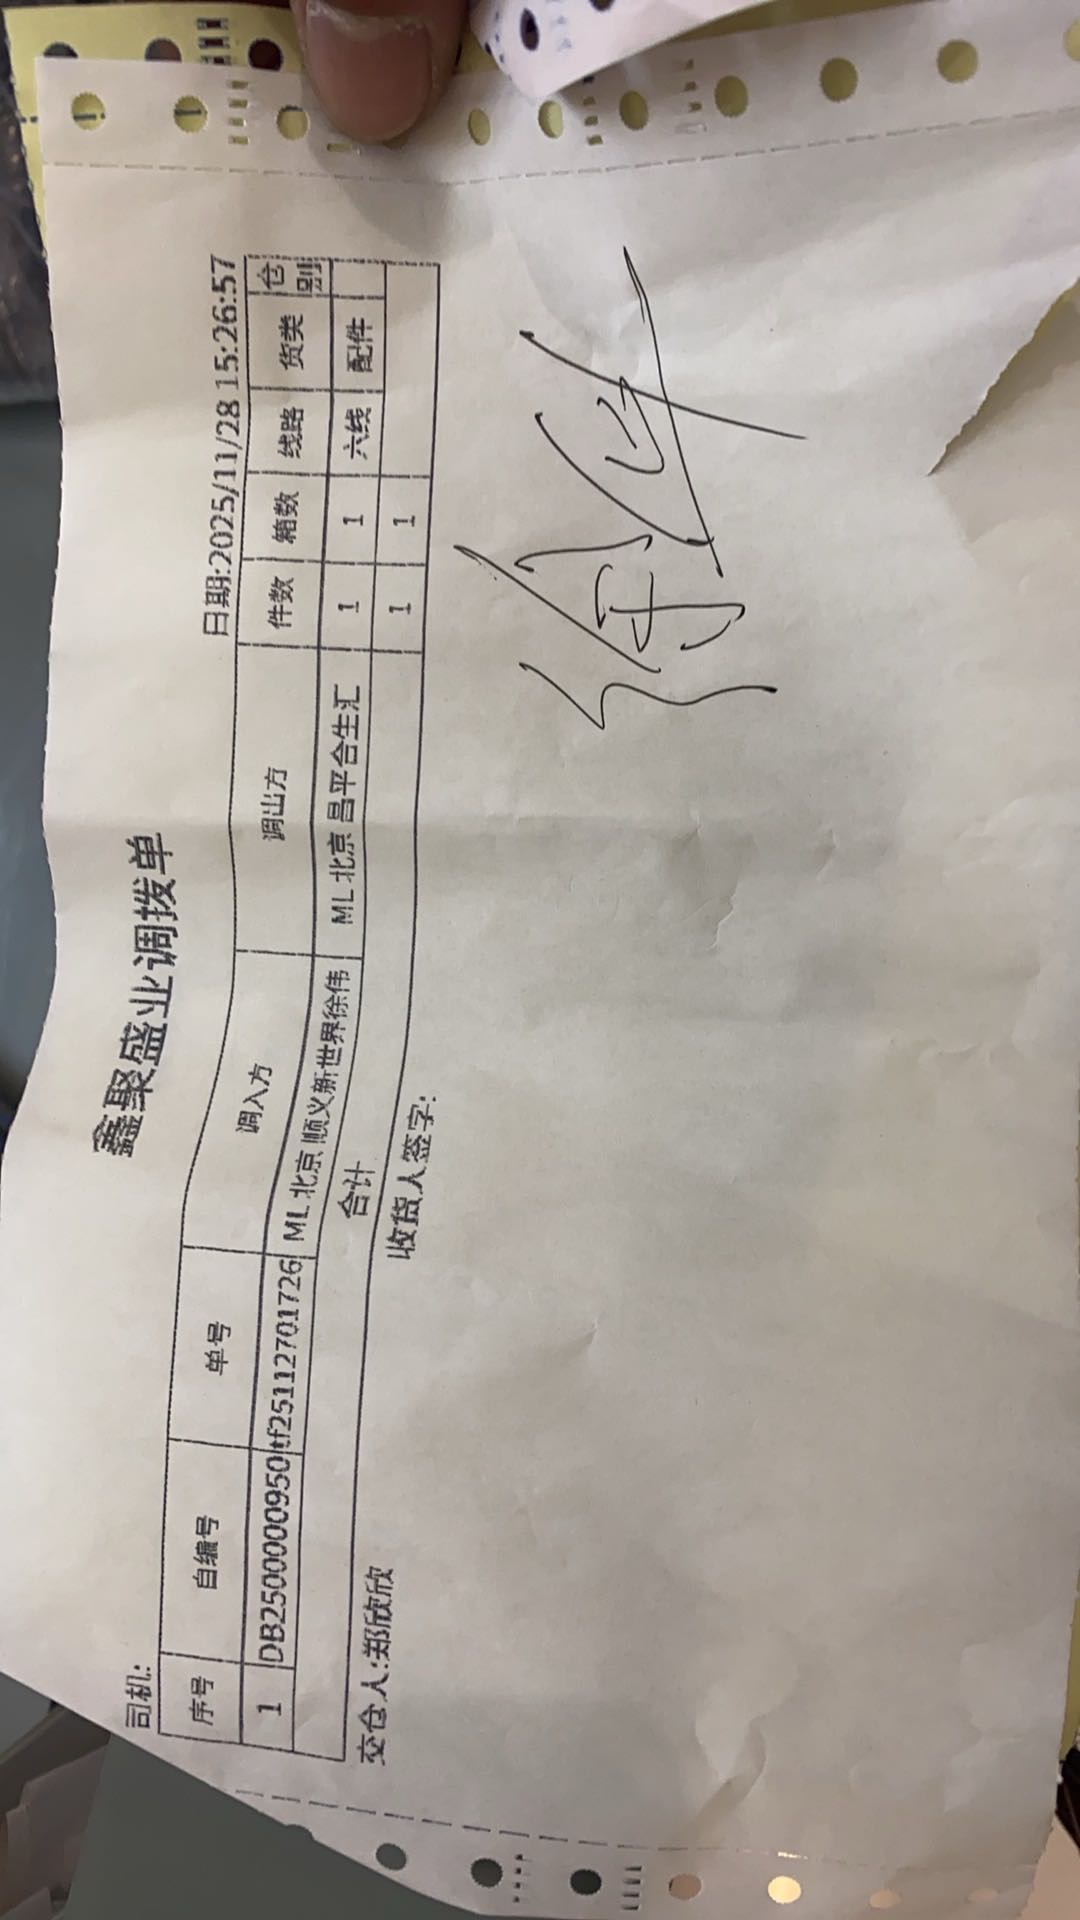 鑫聚盛业调拨单
司机: 日期:2025/11/28 15:26:57
序号 自编号 单号 调入方 调出方 件数 箱数 线路 货类 仓别
1 DB2500000950 tf25112701726 ML 北京 顺义新世界徐伟 ML 北京 昌平合生汇 1 1 六线 配件
合计 1 1
交仓人:郑欣欣 收货人签字: